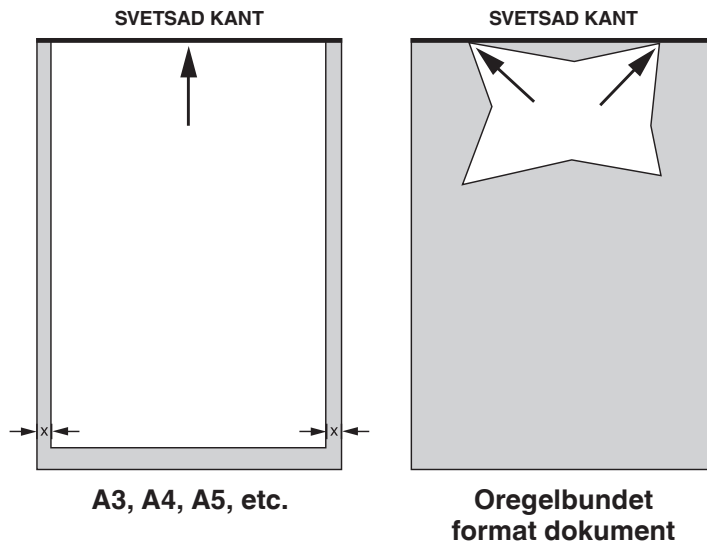 SVETSAD KANT
SVETSAD KANT
x
x
A3, A4, A5, etc.
Oregelbundet
format dokument